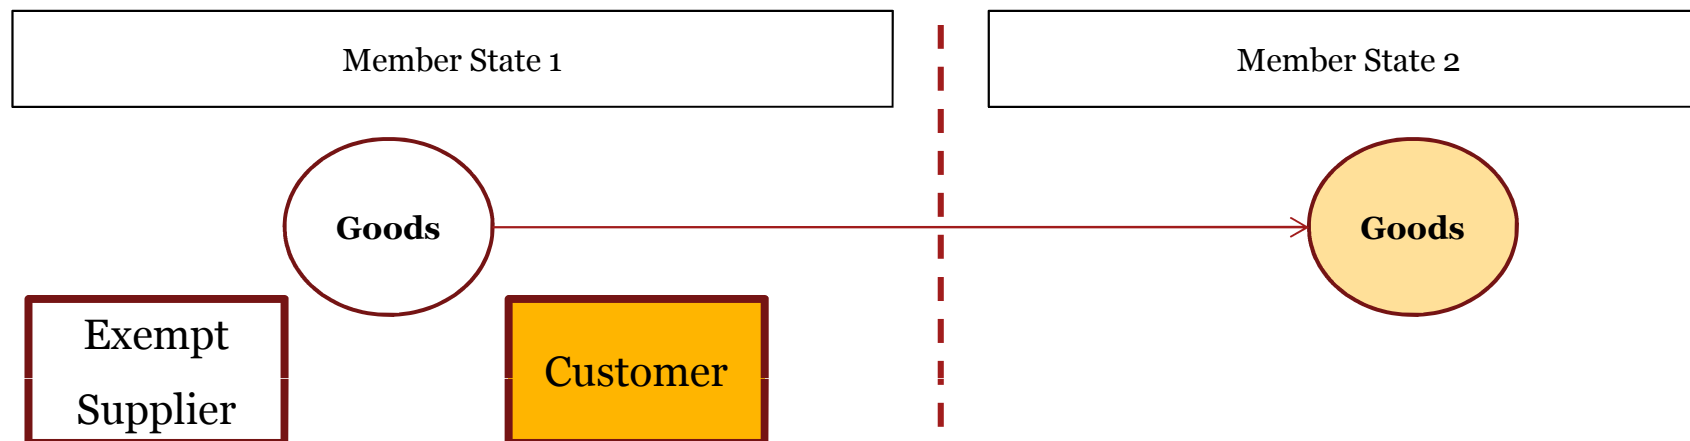 Member State 1
Member State 2
Goods
Goods
Exempt
Supplier
Customer